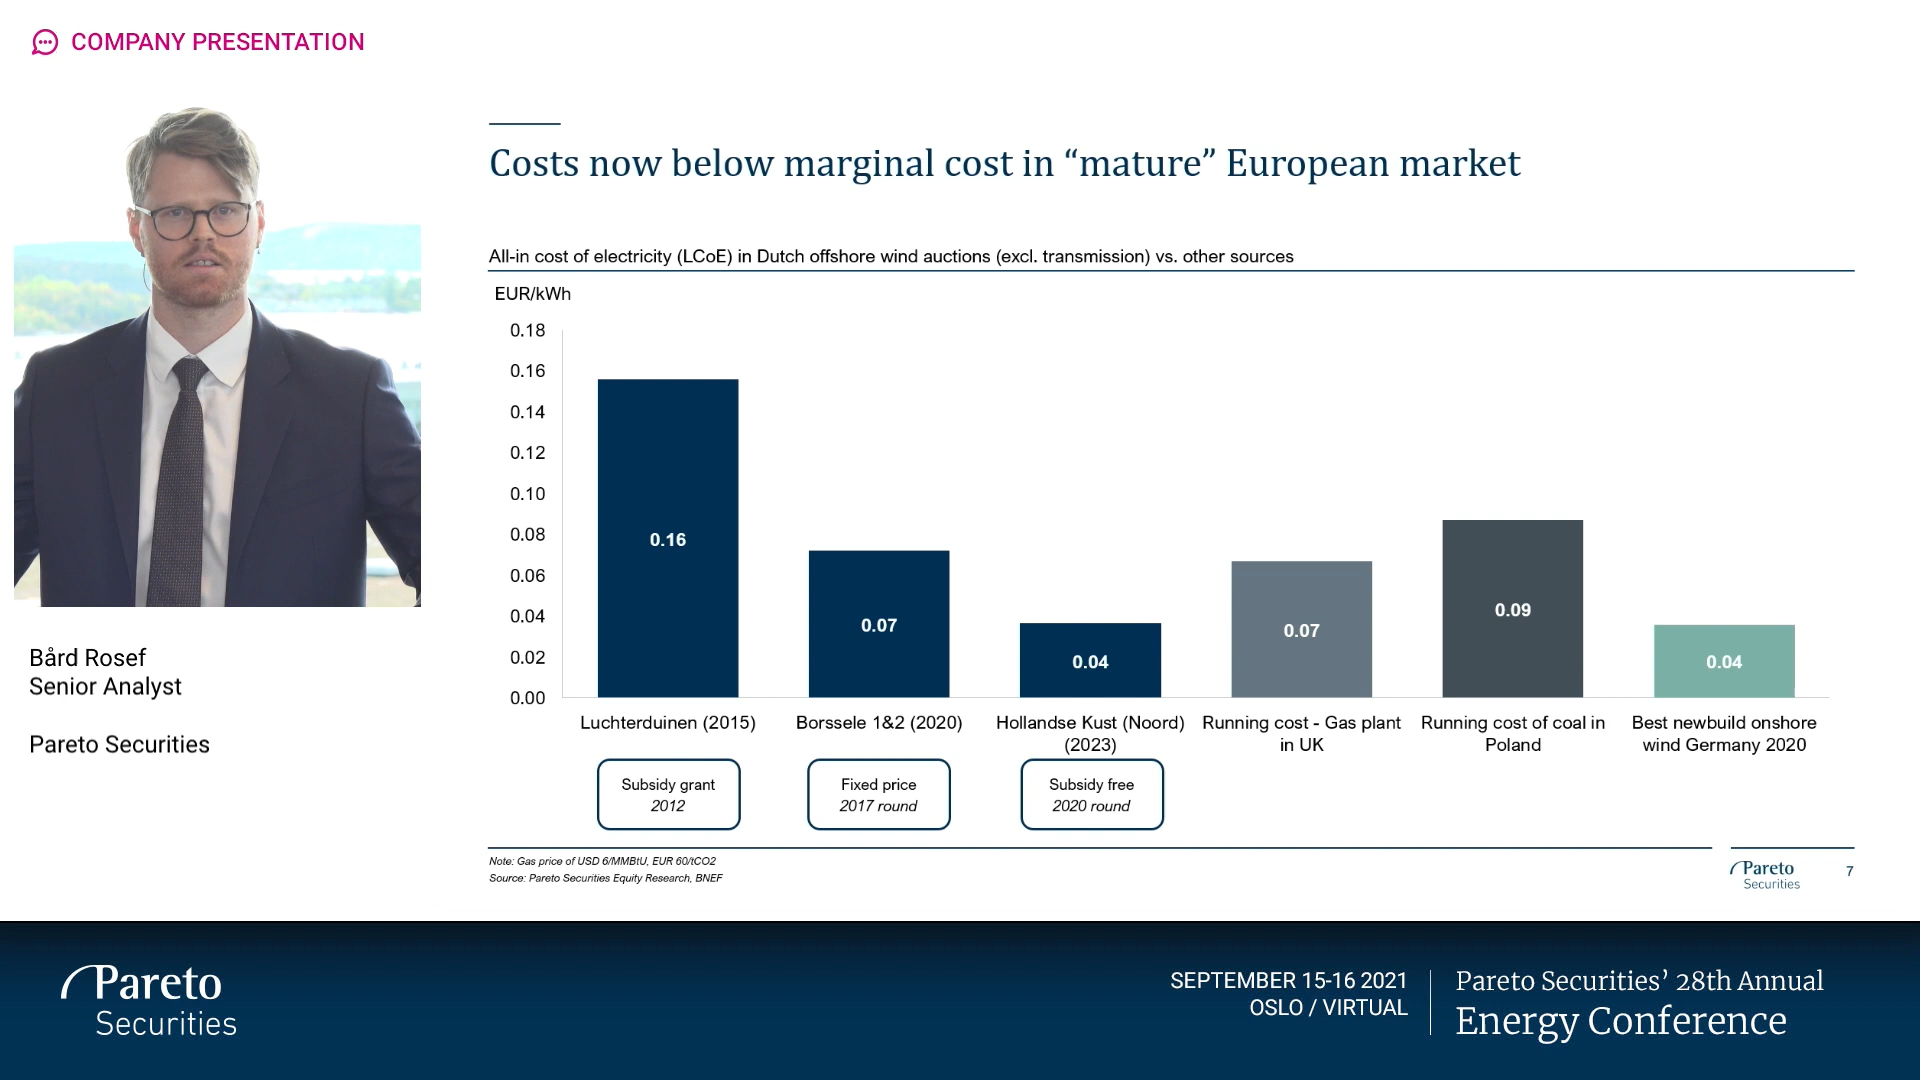 COMPANY PRESENTATION
Costs now below marginal cost in “mature” European market
All-in cost of electricity (LCoE) in Dutch offshore wind auctions (excl. transmission) vs. other sources
EUR/kWh
0.18
0.16
0.14
0.12
0.10
0.08
0.06
0.04
0.02
0.00
0.16
0.07
0.04
0.07
0.09
0.04
Luchterduinen (2015)
Borssele 1&2 (2020)
Hollandse Kust (Noord)
(2023)
Running cost - Gas plant
in UK
Running cost of coal in
Poland
Best newbuild onshore
wind Germany 2020
Subsidy grant
2012
Fixed price
2017 round
Subsidy free
2020 round
Note: Gas price of USD 6/MMBtU, EUR 60/tCO2
Source: Pareto Securities Equity Research, BNEF
Pareto
Securities
7
Bård Rosef
Senior Analyst
Pareto Securities
Pareto
Securities
SEPTEMBER 15-16 2021
OSLO / VIRTUAL
Pareto Securities’ 28th Annual
Energy Conference